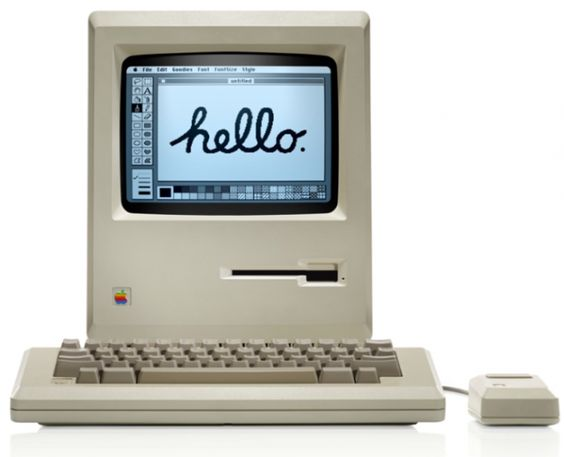 File Edit Goodies Font FontSize Style
untitled
A
hello.